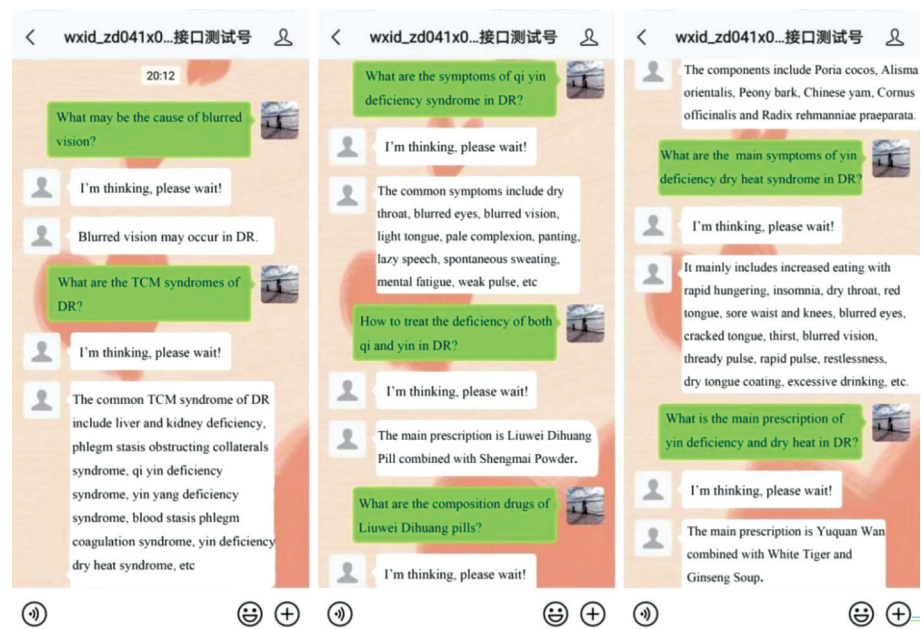 wxid_zd041x0...接口测试号
20:12
What may be the cause of blurred
vision?
I'm thinking, please wait!
Blurred vision may occur in DR.
What are the TCM syndromes of
DR?
I'm thinking, please wait!
The common TCM syndrome of DR
include liver and kidney deficiency,
phlegm stasis obstructing collaterals
syndrome, qi yin deficiency
syndrome, yin yang deficiency
syndrome, blood stasis phlegm
coagulation syndrome, yin deficiency
dry heat syndrome, etc
wxid_zd041x0...接口测试号
What are the symptoms of qi yin
deficiency syndrome in DR?
I'm thinking, please wait!
The common symptoms include dry
throat, blurred eyes, blurred vision,
light tongue, pale complexion, panting,
lazy speech, spontaneous sweating,
mental fatigue, weak pulse, etc
How to treat the deficiency of both
qi and yin in DR?
I'm thinking, please wait!
The main prescription is Liuwei Dihuang
Pill combined with Shengmai Powder.
What are the composition drugs of
Liuwei Dihuang pills?
I'm thinking, please wait!
wxid_zd041x0...接口测试号
The components include Poria cocos, Alisma
orientalis, Peony bark, Chinese yam, Cornus
officinalis and Radix rehmanniae praeparata.
What are the main symptoms of yin
deficiency dry heat syndrome in DR?
I'm thinking, please wait!
It mainly includes increased eating with
rapid hungering, insomnia, dry throat, red
tongue, sore waist and knees, blurred eyes,
cracked tongue, thirst, blurred vision,
thready pulse, rapid pulse, restlessness,
dry tongue coating, excessive drinking, etc.
What is the main prescription of
yin deficiency and dry heat in DR?
I'm thinking, please wait!
The main prescription is Yuquan Wan
combined with White Tiger and
Ginseng Soup.